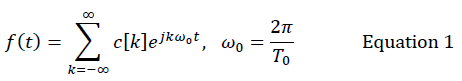 f(t) = ∑_{k=-∞}^{∞} c[k]e^{jkω₀t}, ω₀ = 2π/T₀ Equation 1